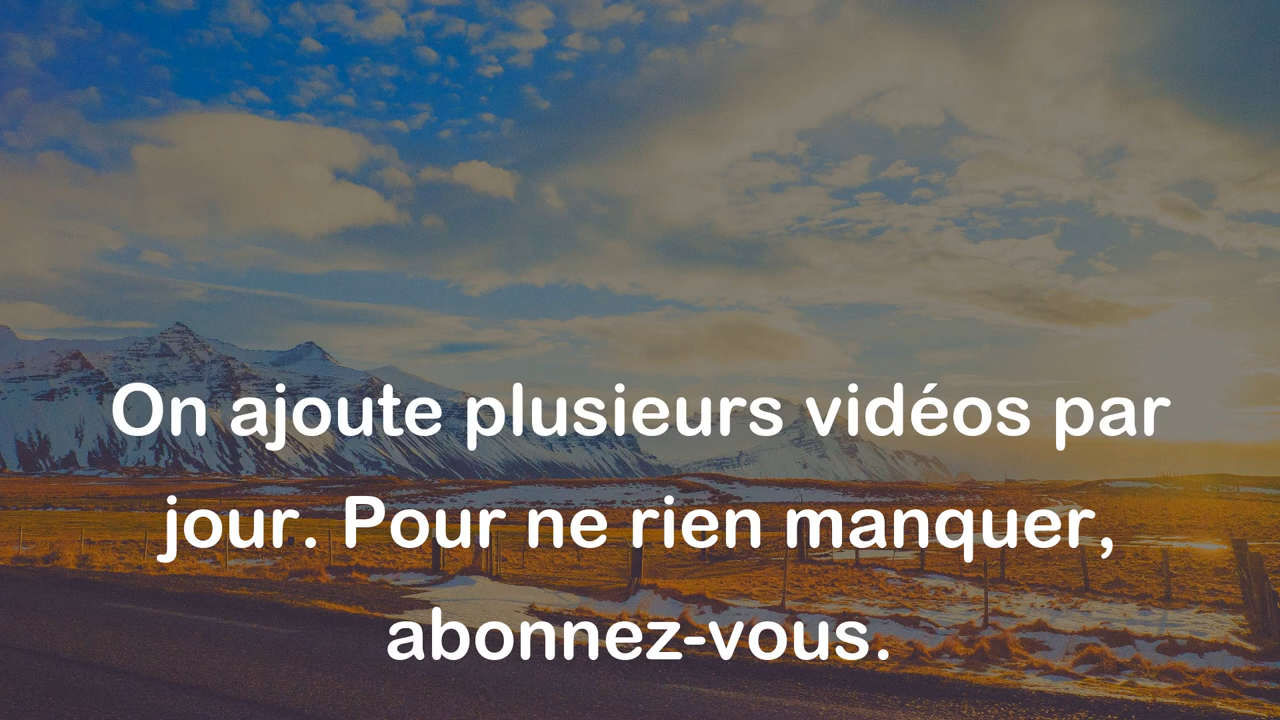 On ajoute plusieurs vidéos par
jour. Pour ne rien manquer,
abonnez-vous.